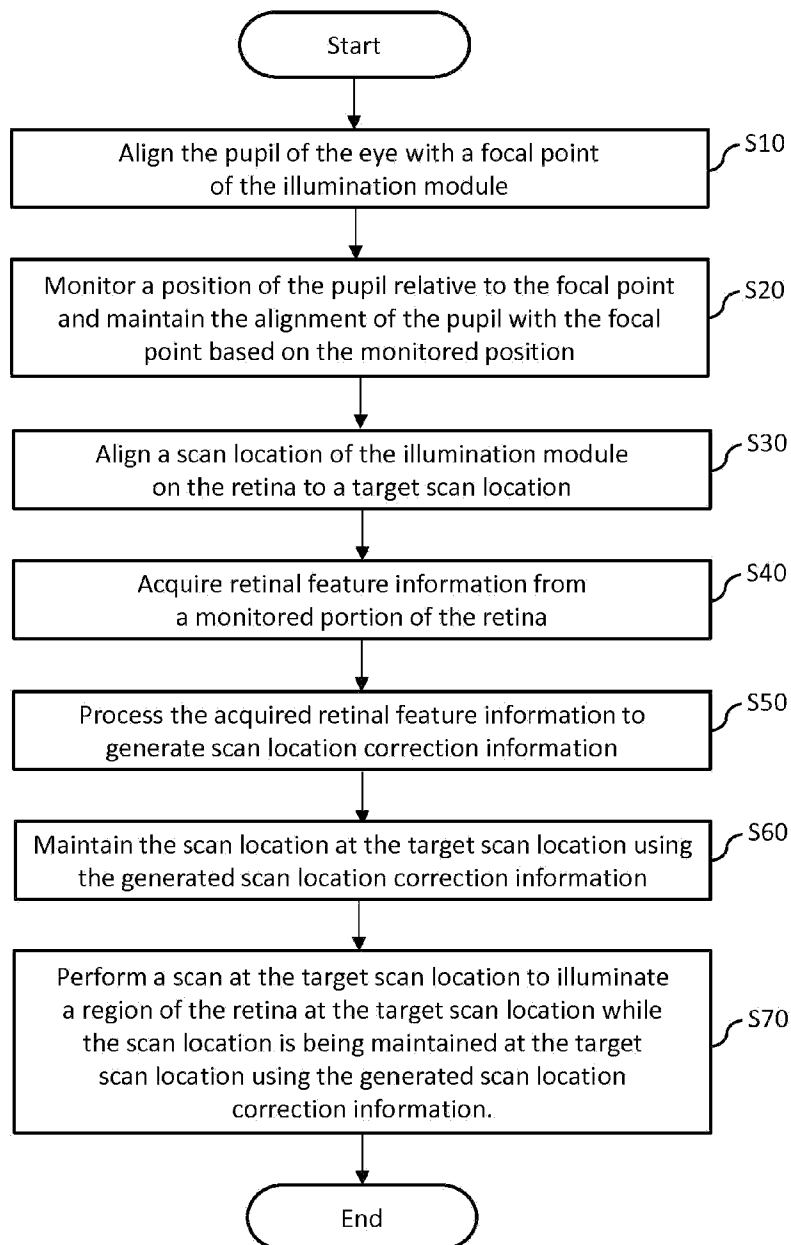 Start
Align the pupil of the eye with a focal point
of the illumination module
S10
Monitor a position of the pupil relative to the focal point
and maintain the alignment of the pupil with the focal
point based on the monitored position
S20
Align a scan location of the illumination module
on the retina to a target scan location
S30
Acquire retinal feature information from
a monitored portion of the retina
S40
Process the acquired retinal feature information to
generate scan location correction information
S50
Maintain the scan location at the target scan location using
the generated scan location correction information
S60
Perform a scan at the target scan location to illuminate
a region of the retina at the target scan location while
the scan location is being maintained at the target
scan location using the generated scan location
correction information.
S70
End